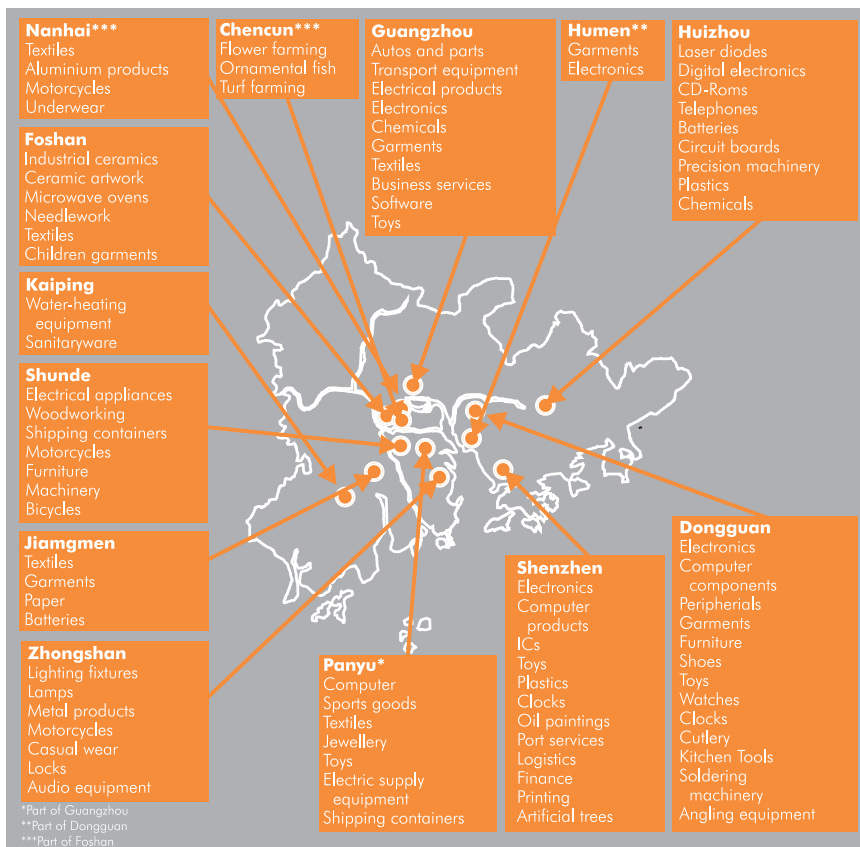 Nanhai***
Textiles
Aluminium products
Motorcycles
Underwear
Chencun***
Flower farming
Ornamental fish
Turf farming
Guangzhou
Autos and parts
Transport equipment
Electrical products
Electronics
Chemicals
Garments
Textiles
Business services
Software
Toys
Humen**
Garments
Electronics
Huizhou
Laser diodes
Digital electronics
CD-Roms
Telephones
Batteries
Circuit boards
Precision machinery
Plastics
Chemicals
Foshan
Industrial ceramics
Ceramic artwork
Microwave ovens
Needlework
Textiles
Children garments
Kaiping
Water-heating
equipment
Sanitaryware
Shunde
Electrical appliances
Woodworking
Shipping containers
Motorcycles
Furniture
Machinery
Bicycles
Jiamgmen
Textiles
Garments
Paper
Batteries
Zhongshan
Lighting fixtures
Lamps
Metal products
Motorcycles
Casual wear
Locks
Audio equipment
Panyu*
Computer
Sports goods
Textiles
Jewellery
Toys
Electric supply
equipment
Shipping containers
Shenzhen
Electronics
Computer
products
ICs
Toys
Plastics
Clocks
Oil paintings
Port services
Logistics
Finance
Printing
Artificial trees
Dongguan
Electronics
Computer
components
Peripherials
Garments
Furniture
Shoes
Toys
Watches
Clocks
Cutlery
Kitchen Tools
Soldering
machinery
Angling equipment
*Part of Guangzhou
**Part of Dongguan
***Part of Foshan